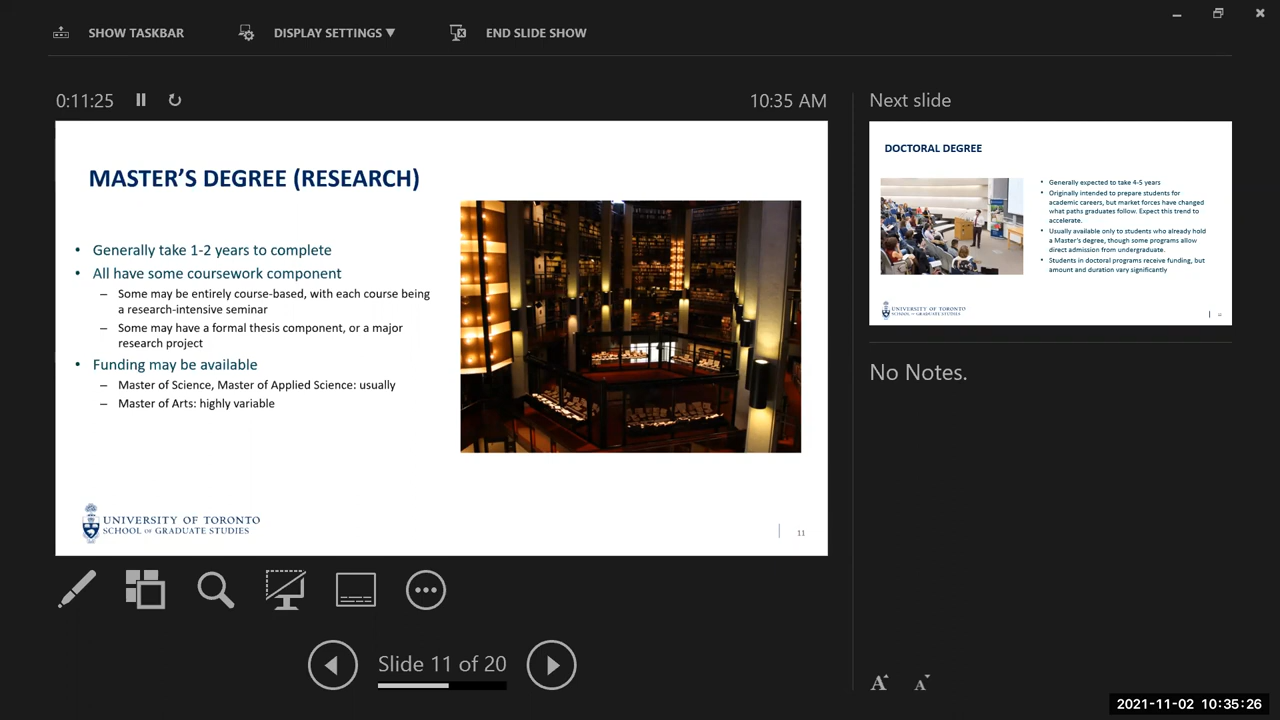 SHOW TASKBAR
DISPLAY SETTINGS ▼
END SLIDE SHOW
0:11:25
10:35 AM
MASTER'S DEGREE (RESEARCH)
• Generally take 1-2 years to complete
• All have some coursework component
– Some may be entirely course-based, with each course being
a research-intensive seminar
– Some may have a formal thesis component, or a major
research project
• Funding may be available
– Master of Science, Master of Applied Science: usually
– Master of Arts: highly variable
UNIVERSITY OF TORONTO
SCHOOL OF GRADUATE STUDIES
11
Next slide
DOCTORAL DEGREE
• Generally expected to take 4-5 years
• Originally intended to prepare students for
academic careers, but market forces have changed
what paths graduates follow. Expect this trend to
accelerate.
• Usually available only to students who already hold
a Master's degree, though some programs allow
direct admission from undergraduate.
• Students in doctoral programs receive funding, but
amount and duration vary significantly
UNIVERSITY OF TORONTO
SCHOOL OF GRADUATE STUDIES
No Notes.
Slide 11 of 20
A A
2021-11-02 10:35:26